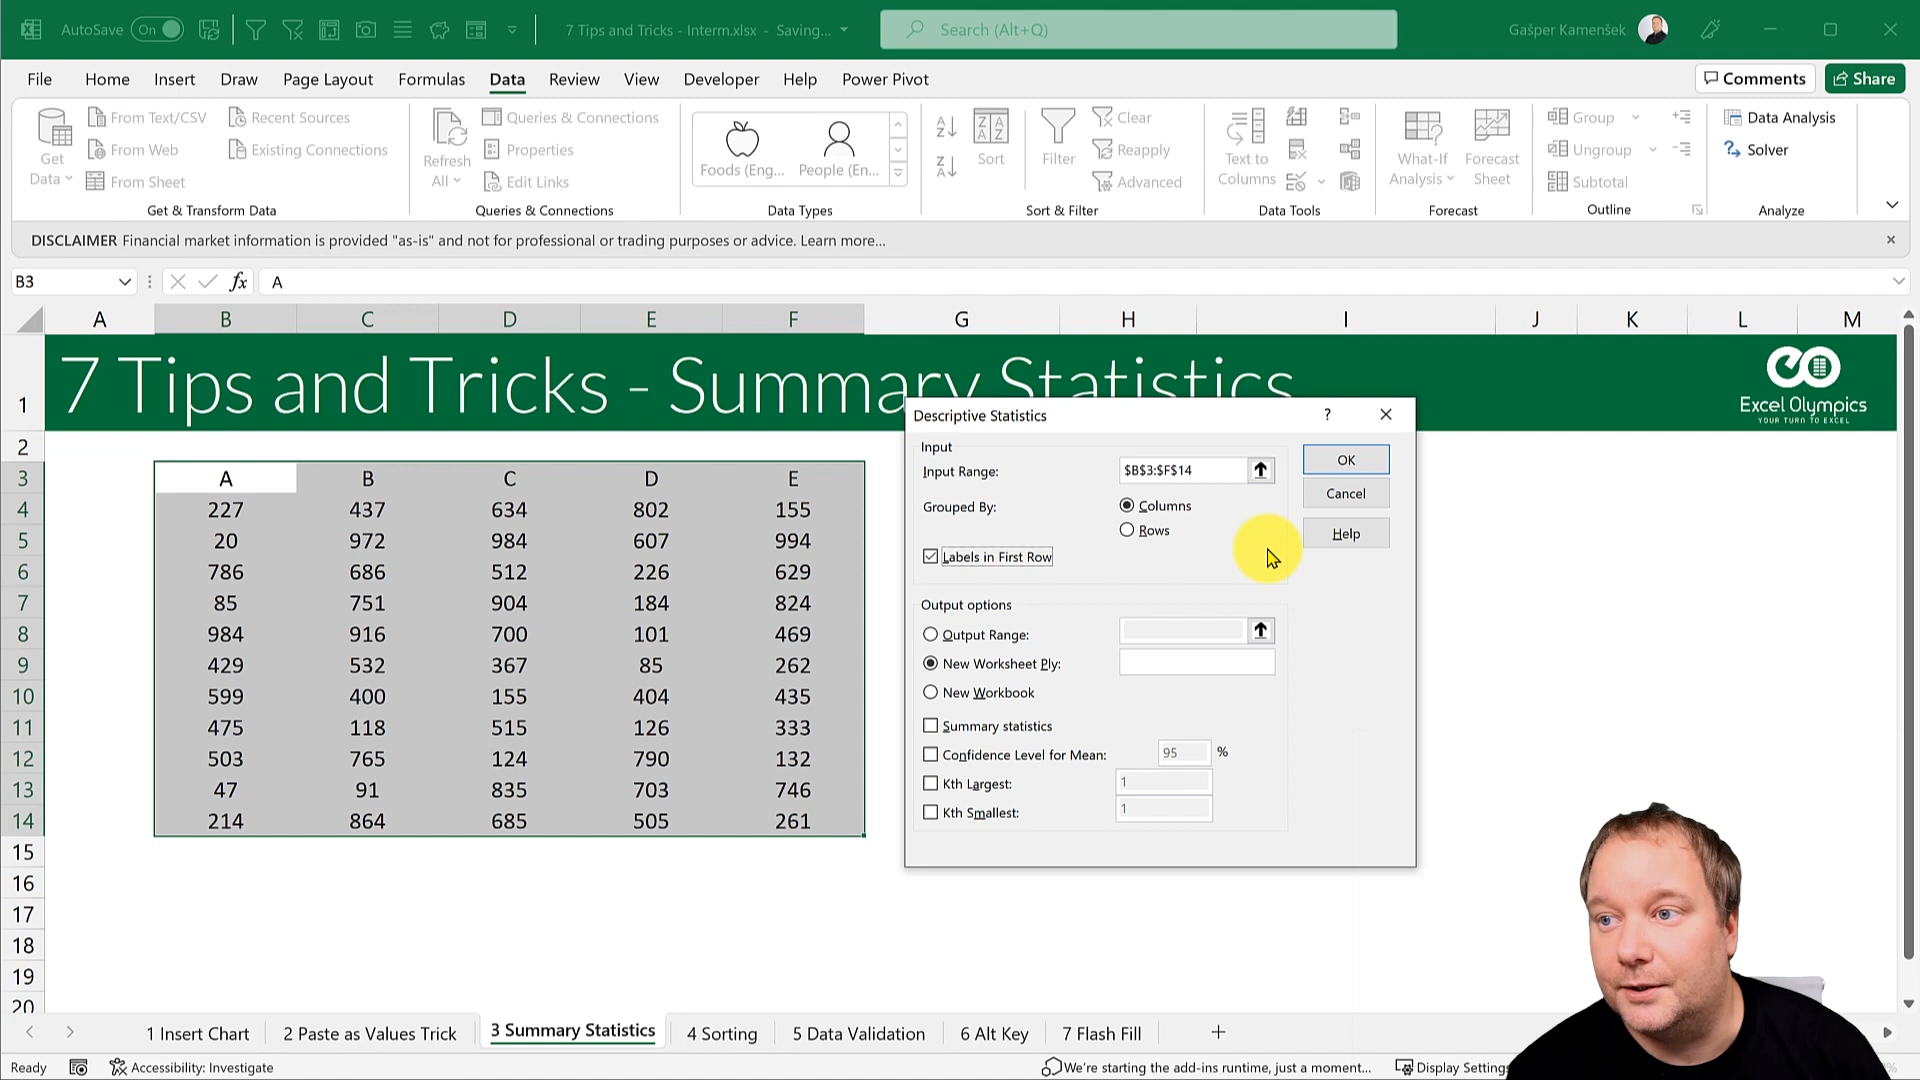 AutoSave On 7 Tips and Tricks - Interm.xlsx - Saving... Search (Alt+Q) Gašper Kamenšek
File Home Insert Draw Page Layout Formulas Data Review View Developer Help Power Pivot Comments Share
Get Data From Text/CSV From Web From Sheet Recent Sources Existing Connections
Get & Transform Data
Refresh All Queries & Connections Properties Edit Links
Queries & Connections
Foods (Eng... People (En...
Data Types
Sort Filter Clear Reapply Advanced
Sort & Filter
Text to Columns
Data Tools
What-If Analysis Forecast Sheet
Forecast
Group Ungroup Subtotal
Outline
Data Analysis Solver
Analyze
DISCLAIMER Financial market information is provided "as-is" and not for professional or trading purposes or advice. Learn more...
B3 fx A
A B C D E F G H I J K L M
1 7 Tips and Tricks - Summary Statistics
Excel Olympics
YOUR TURN TO EXCEL
2
3 A B C D E
4 227 437 634 802 155
5 20 972 984 607 994
6 786 686 512 226 629
7 85 751 904 184 824
8 984 916 700 101 469
9 429 532 367 85 262
10 599 400 155 404 435
11 475 118 515 126 333
12 503 765 124 790 132
13 47 91 835 703 746
14 214 864 685 505 261
15
16
17
18
19
20
Descriptive Statistics ?
Input
Input Range: $B$3:$F$14
Grouped By: Columns
Rows
Labels in First Row
OK
Cancel
Help
Output options
Output Range:
New Worksheet Ply:
New Workbook
Summary statistics
Confidence Level for Mean: 95 %
Kth Largest: 1
Kth Smallest: 1
1 Insert Chart 2 Paste as Values Trick 3 Summary Statistics 4 Sorting 5 Data Validation 6 Alt Key 7 Flash Fill
Ready Accessibility: Investigate We're starting the add-ins runtime, just a moment... Display Settings